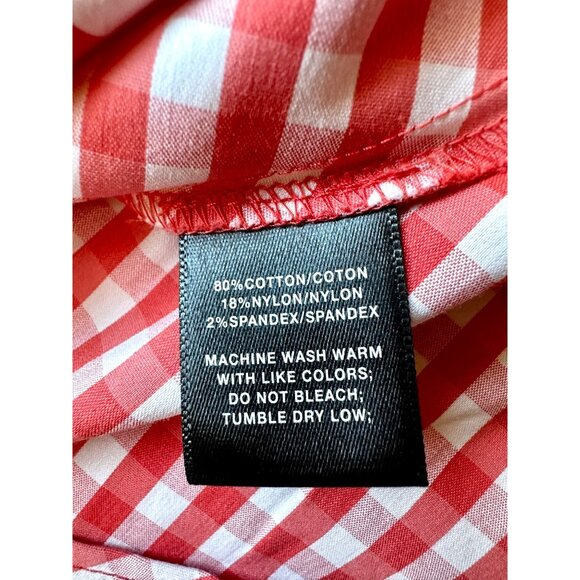 80%COTTON/COTON
18%NYLON/NYLON
2%SPANDEX/SPANDEX
MACHINE WASH WARM
WITH LIKE COLORS;
DO NOT BLEACH;
TUMBLE DRY LOW;